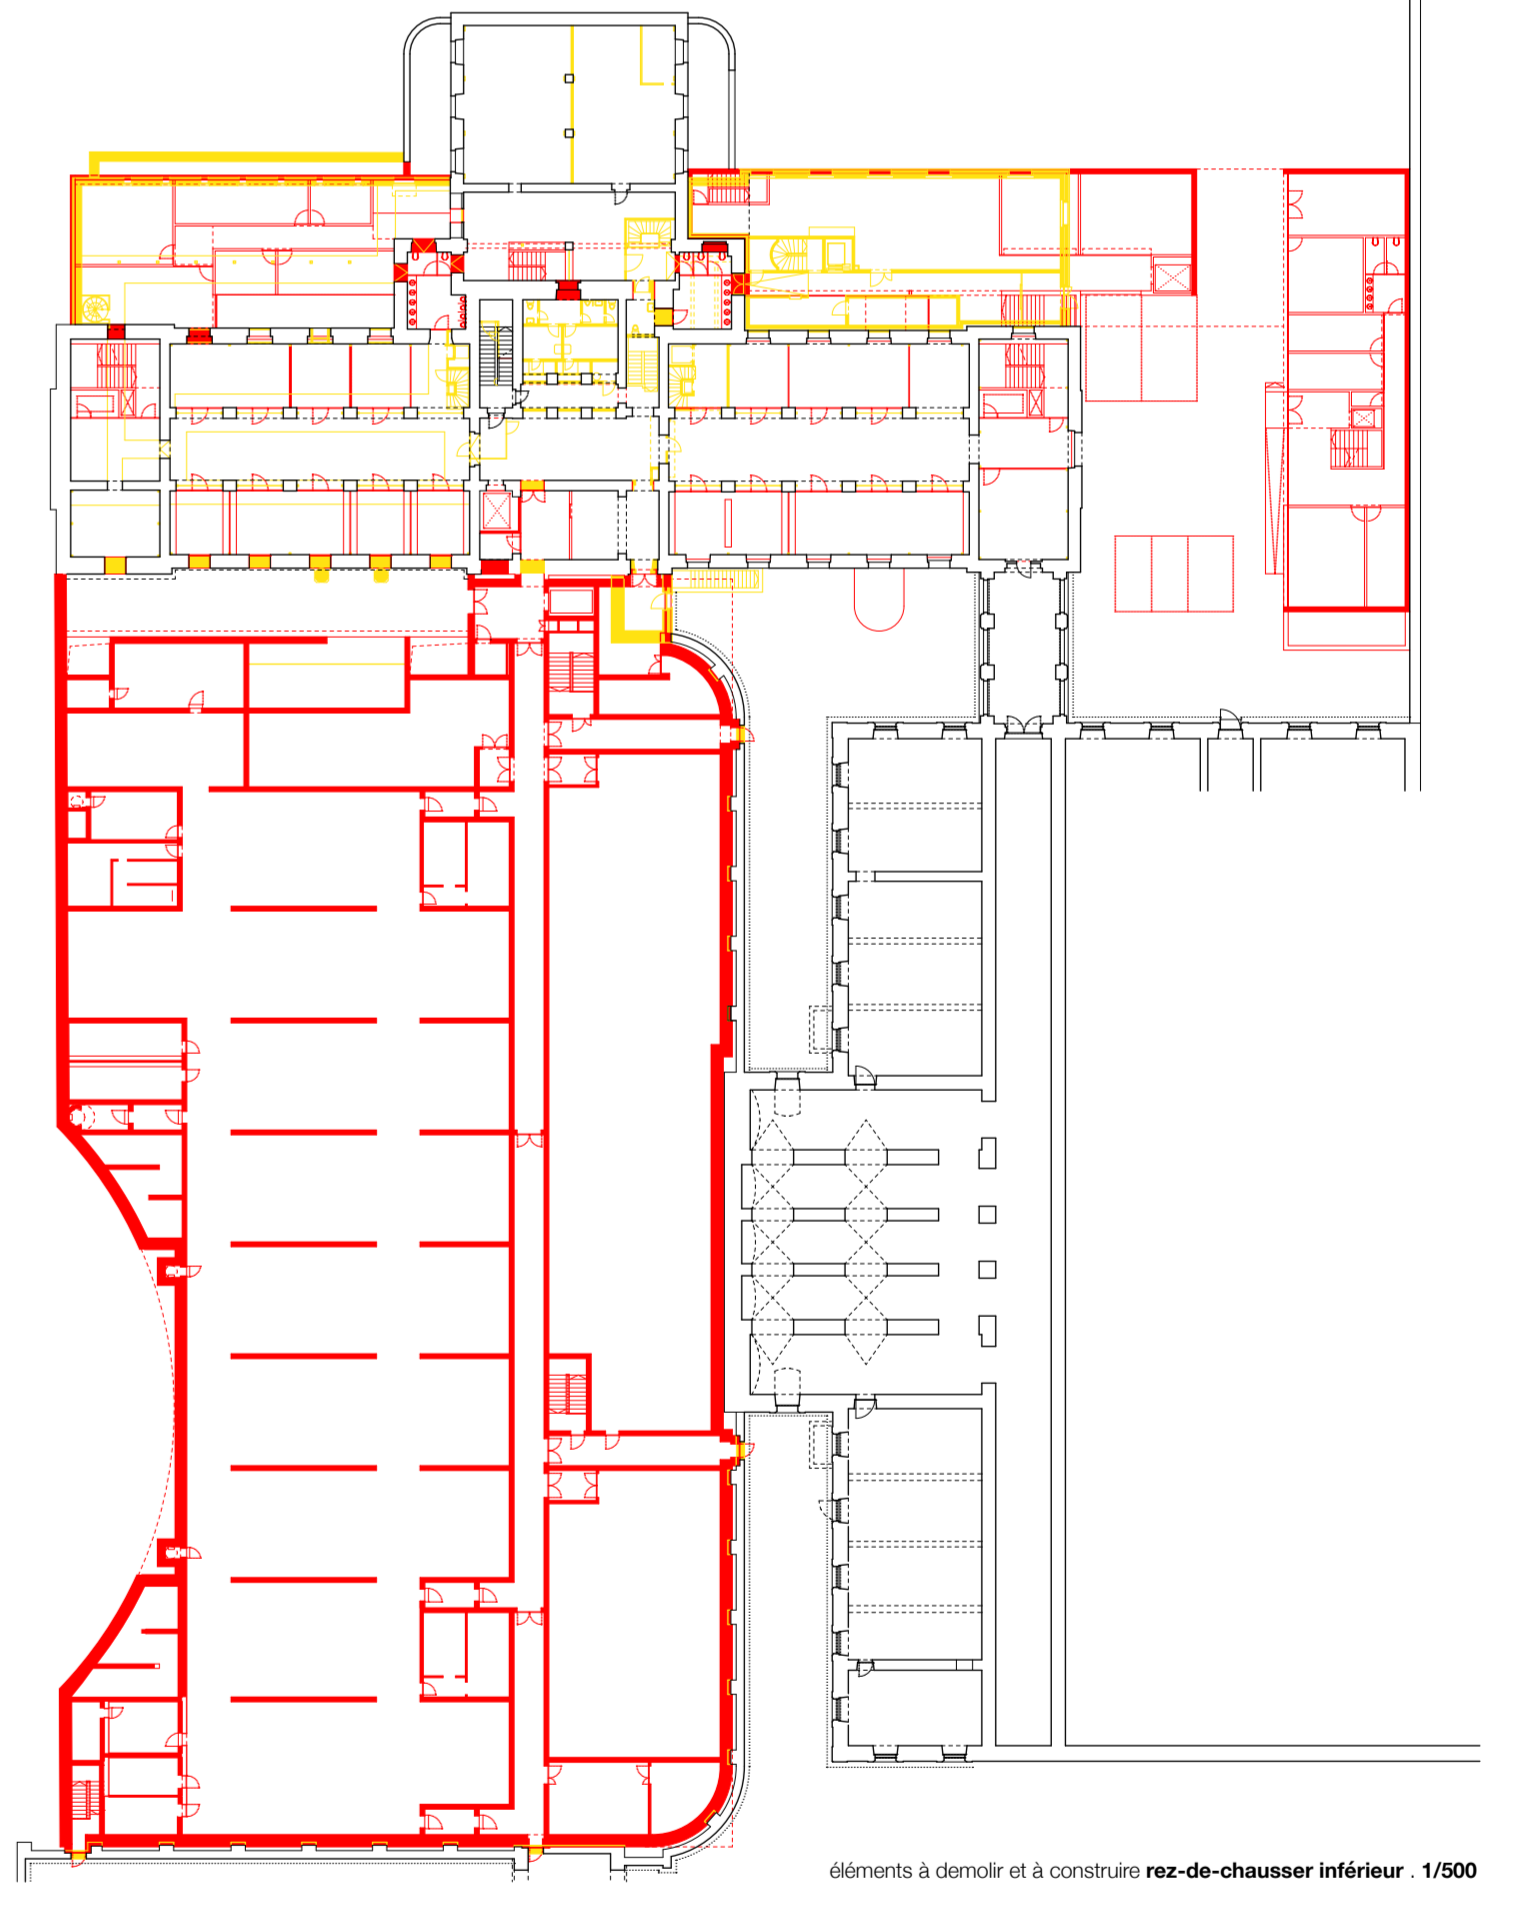 éléments à demolir et à construire rez-de-chausser inférieur . 1/500